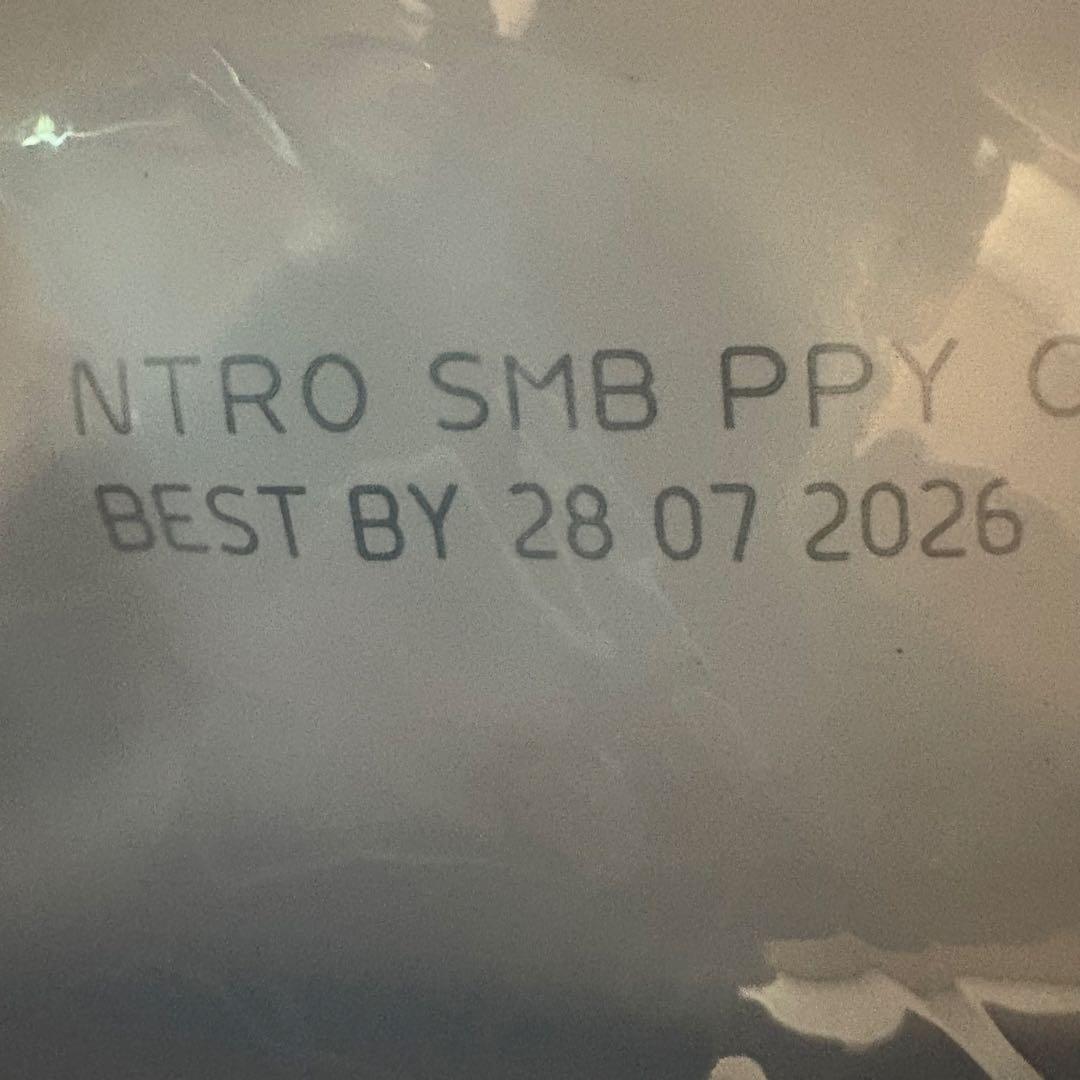 NTRO SMB PPY
BEST BY 28 07 2026